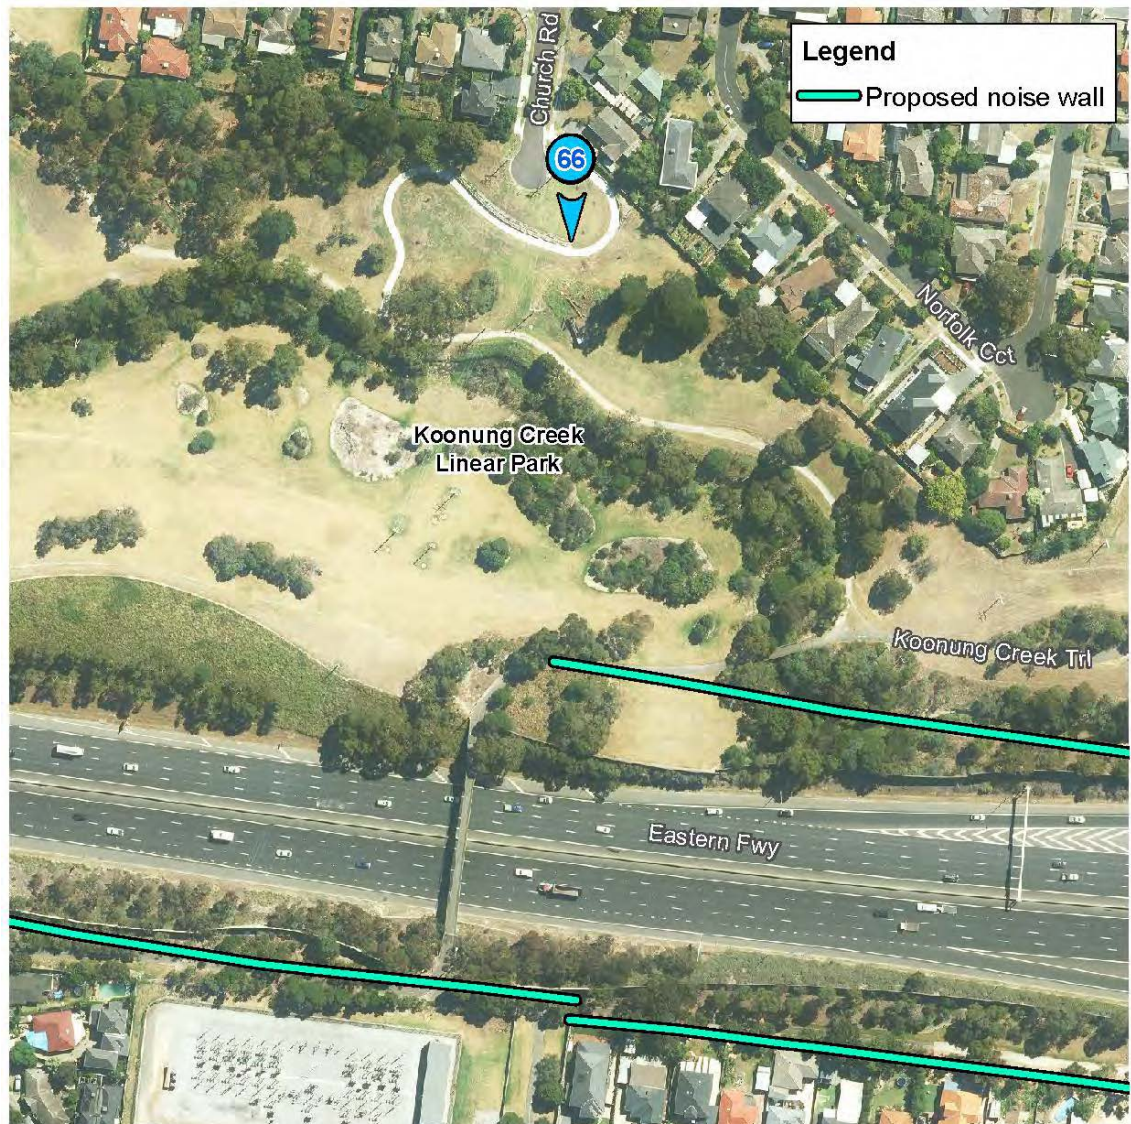 Church Rd
Legend
Proposed noise wall
66
Norfolk Cct
Koonung Creek
Linear Park
Koonung Creek Trl
Eastern Fwy